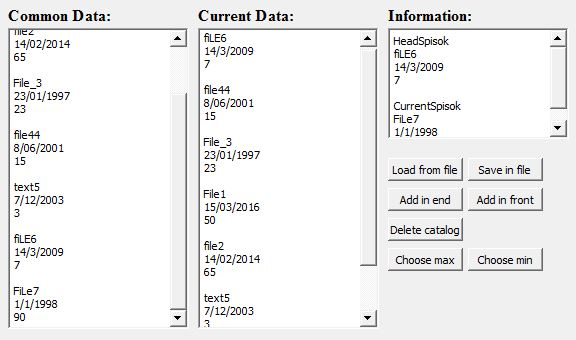 Common Data:
file2
14/02/2014
65
File_3
23/01/1997
23
file44
8/06/2001
15
text5
7/12/2003
3
fiLE6
14/3/2009
7
FiLe7
1/1/1998
90
Current Data:
fiLE6
14/3/2009
7
file44
8/06/2001
15
File_3
23/01/1997
23
File1
15/03/2016
50
file2
14/02/2014
65
text5
7/12/2003
3
Information:
HeadSpisok
fiLE6
14/3/2009
7
CurrentSpisok
FiLe7
1/1/1998
Load from file
Save in file
Add in end
Add in front
Delete catalog
Choose max
Choose min